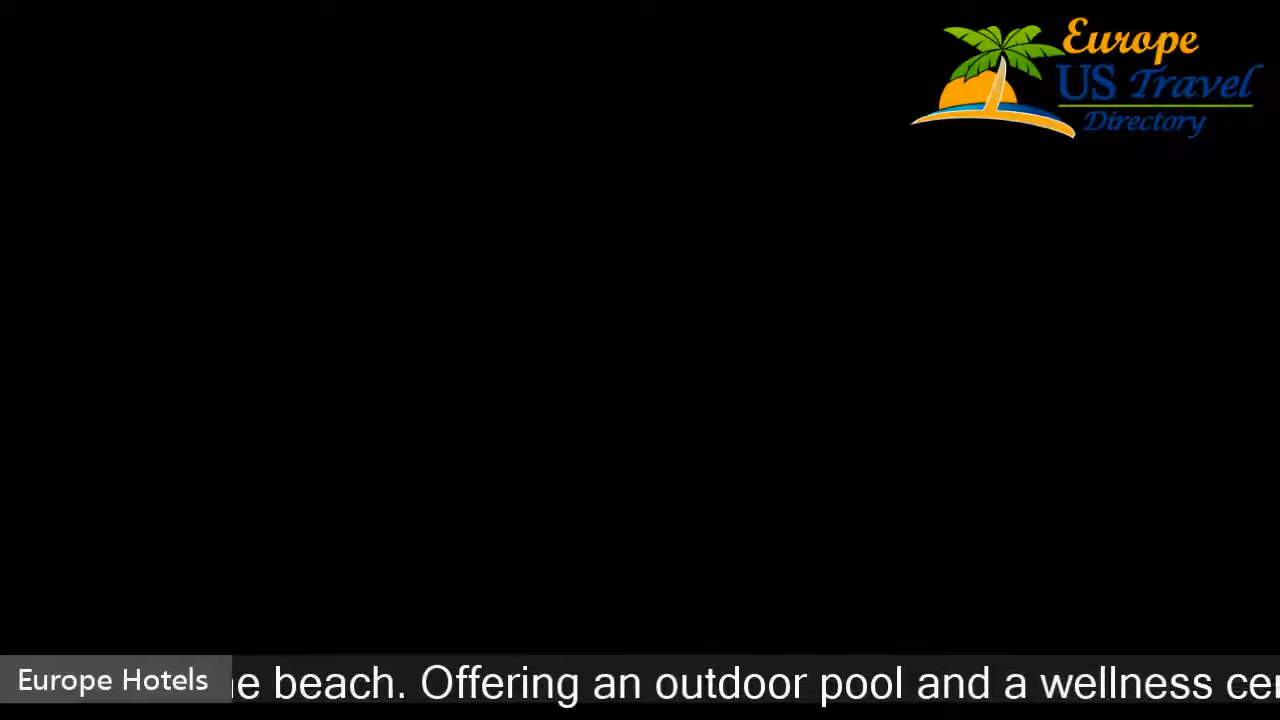 Europe
US Travel
Directory
Europe Hotels
beach. Offering an outdoor pool and a wellness